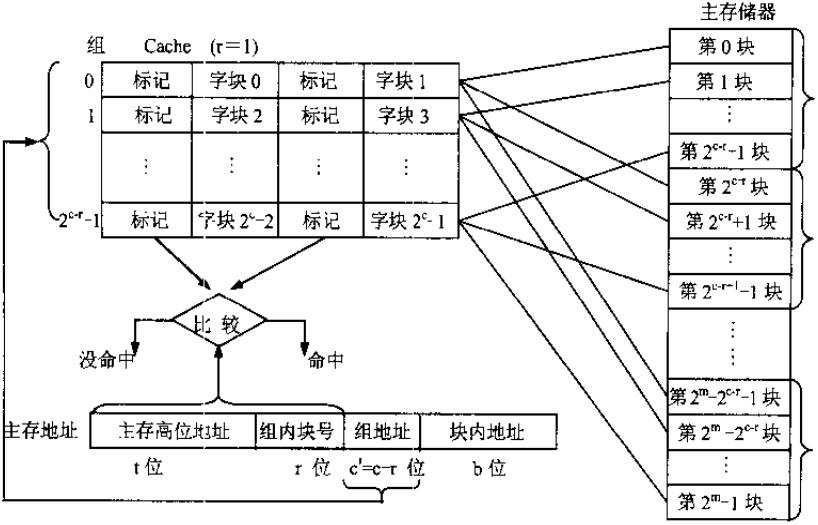 主存储器
组 Cache (r=1)
0 标记 字块 0 标记 字块 1
1 标记 字块 2 标记 字块 3
⋮ ⋮ ⋮ ⋮
2^c-r-1 标记 字块 2^c-2 标记 字块 2^c-1
第 0 块
第 1 块
⋮
第 2^c-r-1 块
第 2^c-r 块
第 2^c-r+1 块
⋮
第 2^c-r+1-1 块
⋮ ⋮
第 2^m-2^c-r-1 块
第 2^m-2^c-r 块
⋮
第 2^m-1 块
比 较
没命中 命中
主存地址 主存高位地址 组内块号 组地址 块内地址
t 位 r 位 c'=c-r 位 b 位